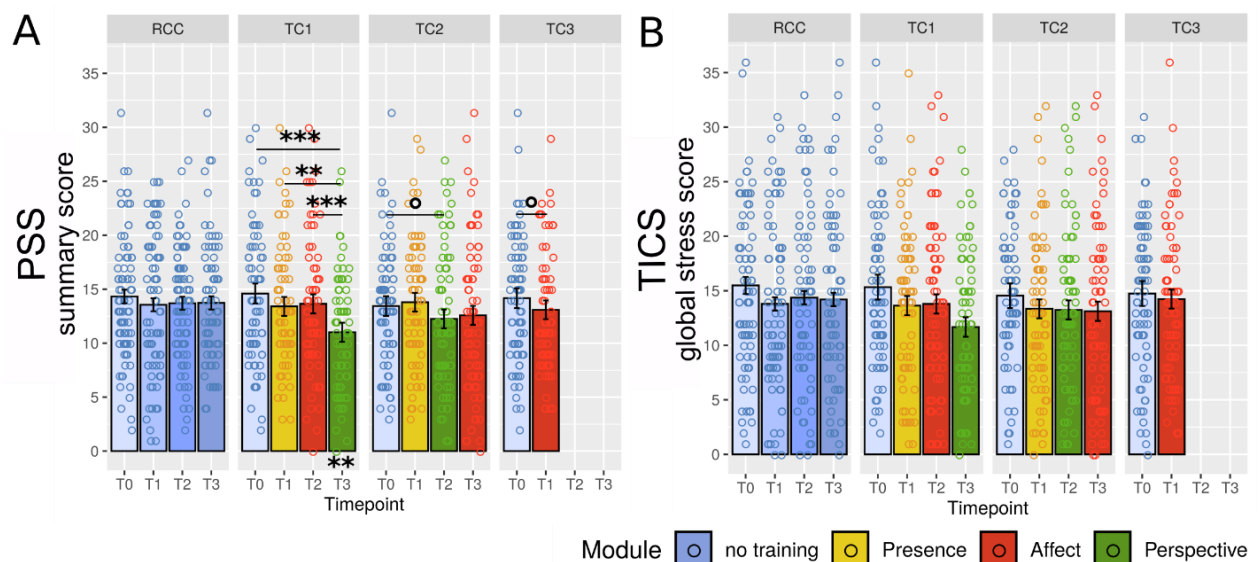 A
PSS
summary score
RCC TC1 TC2 TC3
35
30
25
20
15
10
5
0
*** ** *** ** o o
T0 T1 T2 T3 T0 T1 T2 T3 T0 T1 T2 T3 T0 T1 T2 T3
Timepoint
B
TICS
global stress score
RCC TC1 TC2 TC3
35
30
25
20
15
10
5
0
T0 T1 T2 T3 T0 T1 T2 T3 T0 T1 T2 T3 T0 T1 T2 T3
Timepoint
Module no training Presence Affect Perspective